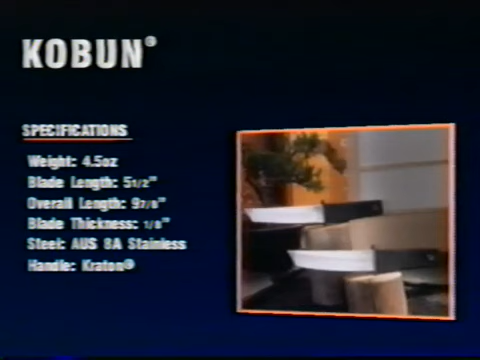 KOBUN®
SPECIFICATIONS
Weight: 4.5oz
Blade Length: 5 1/2"
Overall Length: 9 7/8"
Blade Thickness: 1/8"
Steel: AUS 8A Stainless
Handle: Kraton®